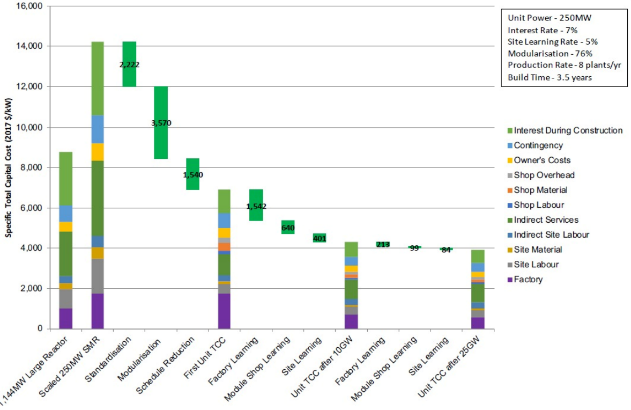 16,000
14,000
12,000
10,000
8,000
6,000
4,000
2,000
0
Specific Total Capital Cost (2017 $/kW)
2,222
3,570
1,540
1,542
640
401
213
99
84
1,144MW Large Reactor
Scaled 250MW SMR
Standardisation
Modularisation
Schedule Reduction
First Unit TCC
Factory Learning
Module Shop Learning
Site Learning
Unit TCC after 10GW
Factory Learning
Module Shop Learning
Site Learning
Unit TCC after 25GW
Unit Power - 250MW
Interest Rate - 7%
Site Learning Rate - 5%
Modularisation - 76%
Production Rate - 8 plants/yr
Build Time - 3.5 years
Interest During Construction
Contingency
Owner's Costs
Shop Overhead
Shop Material
Shop Labour
Indirect Services
Indirect Site Labour
Site Material
Site Labour
Factory